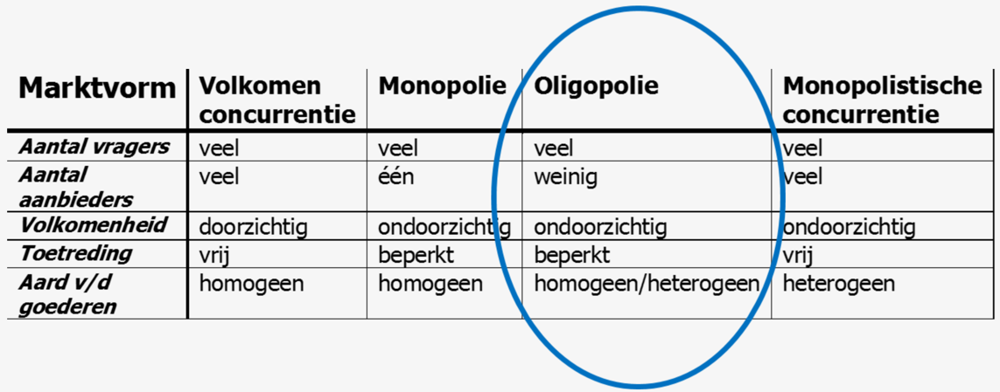 Marktvorm Volkomen concurrentie Monopolie Oligopolie Monopolistische concurrentie
Aantal vragers veel veel veel veel
Aantal aanbieders veel één weinig veel
Volkomenheid doorzichtig ondoorzichtig ondoorzichtig ondoorzichtig
Toetreding vrij beperkt beperkt vrij
Aard v/d goederen homogeen homogeen homogeen/heterogeen heterogeen